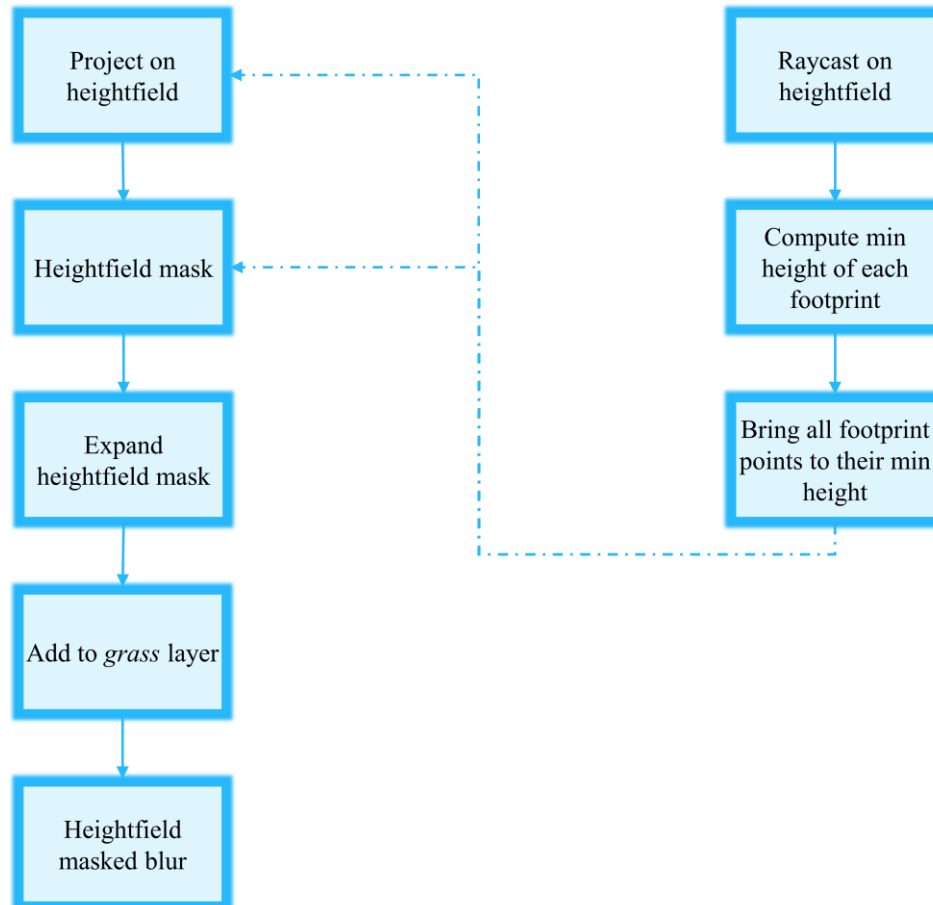 Project on
heightfield
Heightfield mask
Expand
heightfield mask
Add to grass layer
Heightfield
masked blur
Raycast on
heightfield
Compute min
height of each
footprint
Bring all footprint
points to their min
height